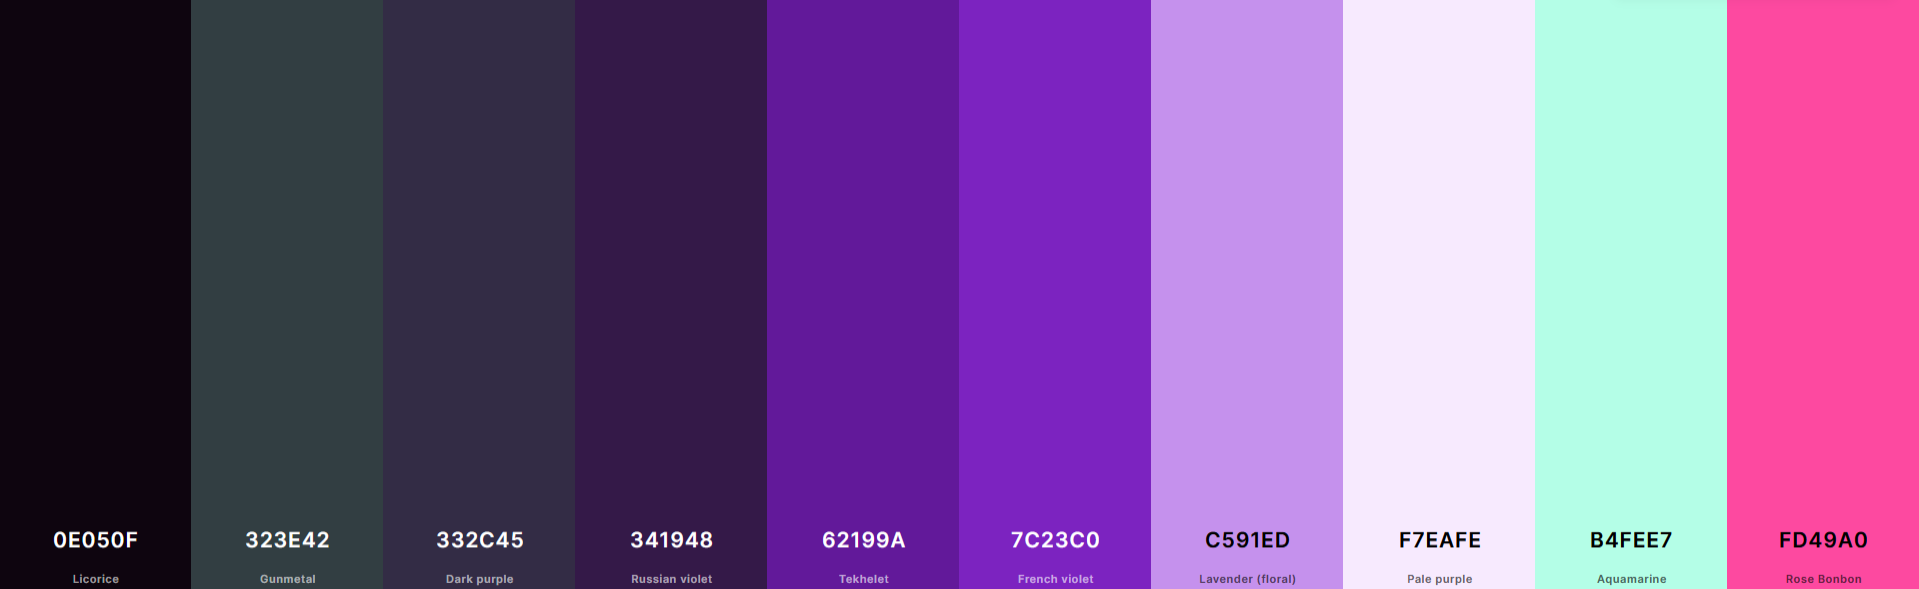 0E050F
Licorice
323E42
Gunmetal
332C45
Dark purple
341948
Russian violet
62199A
Tekhelet
7C23C0
French violet
C591ED
Lavender (floral)
F7EAFE
Pale purple
B4FEE7
Aquamarine
FD49A0
Rose Bonbon